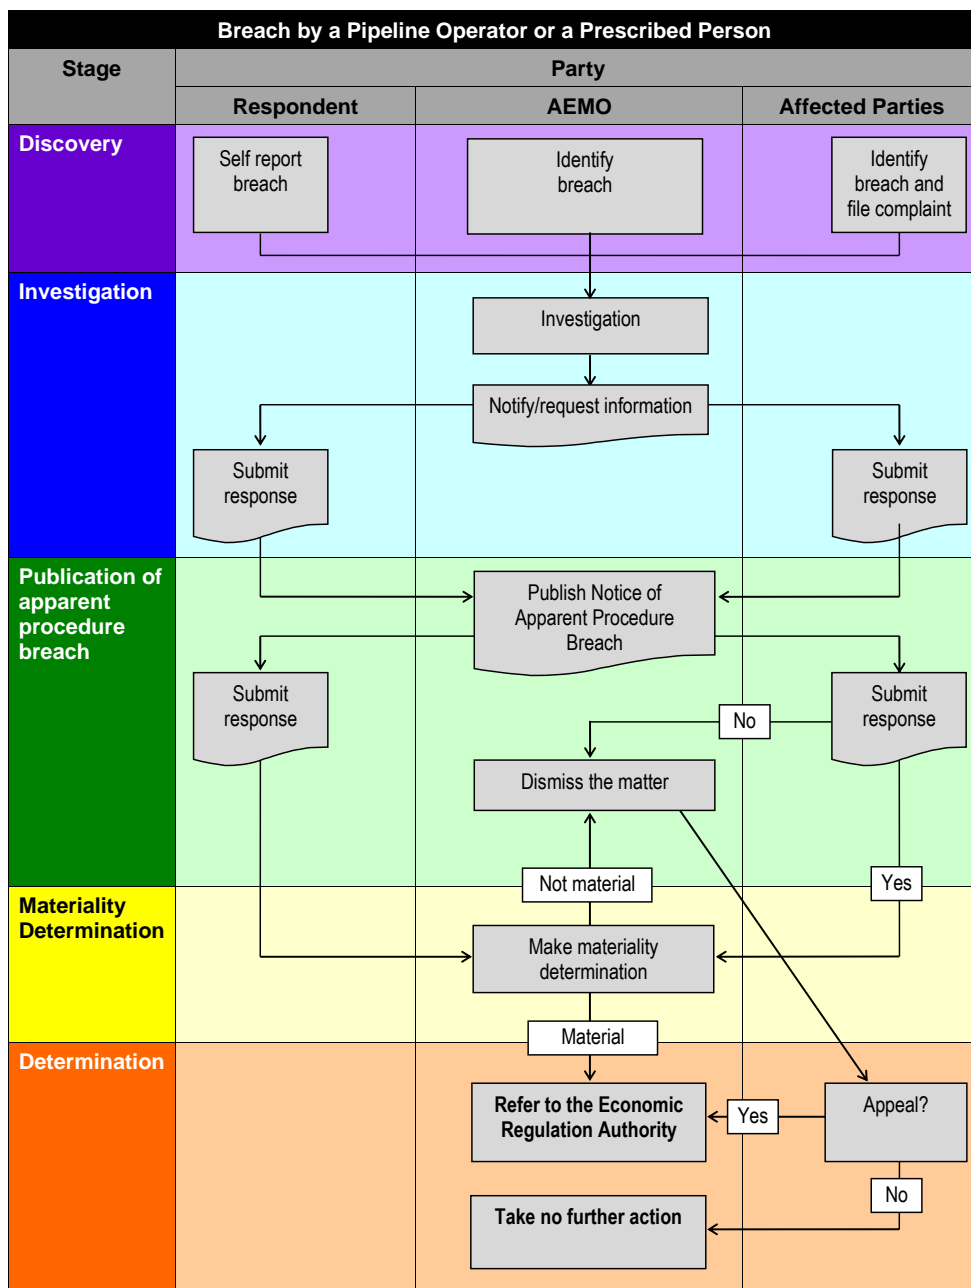 Breach by a Pipeline Operator or a Prescribed Person
Stage
Party
Respondent
AEMO
Affected Parties
Discovery
Self report
breach
Identify
breach
Identify
breach and
file complaint
Investigation
Investigation
Notify/request information
Submit
response
Submit
response
Publication of
apparent
procedure
breach
Publish Notice of
Apparent Procedure
Breach
Submit
response
No
Submit
response
Dismiss the matter
Not material
Yes
Materiality
Determination
Make materiality
determination
Material
Determination
Refer to the Economic
Regulation Authority
Yes
Appeal?
No
Take no further action